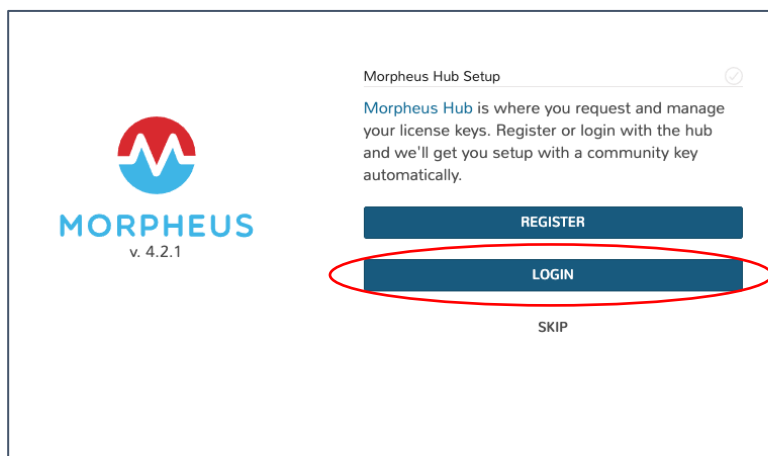 Morpheus Hub Setup
Morpheus Hub is where you request and manage
your license keys. Register or login with the hub
and we'll get you setup with a community key
automatically.
MORPHEUS
v. 4.2.1
REGISTER
LOGIN
SKIP